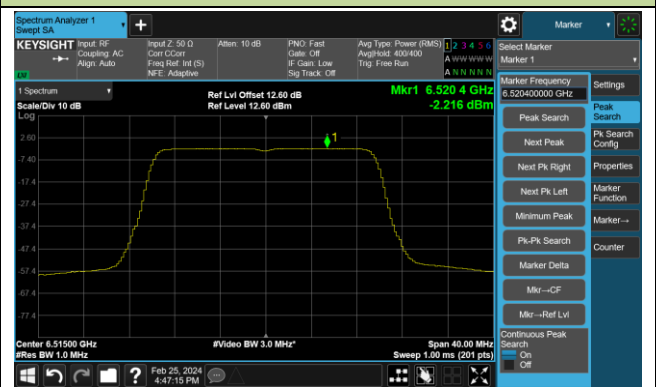 Spectrum Analyzer 1
Swept SA
Marker
KEYSIGHT
Input: RF
Coupling: AC
Align: Auto
Input Z: 50 Ω
Corr CCorr
Freq Ref: Int (S)
NFE: Adaptive
Atten: 10 dB
PNO: Fast
Gate: Off
IF Gain: Low
Sig Track: Off
Avg Type: Power (RMS)
Avg|Hold: 400/400
Trig: Free Run
1 2 3 4 5 6
A W W W W W
A N N N N N
Select Marker
Marker 1
1 Spectrum
Scale/Div 10 dB
Log
Ref Lvl Offset 12.60 dB
Ref Level 12.60 dBm
Mkr1 6.520 4 GHz
-2.216 dBm
Marker Frequency
6.520400000 GHz
Settings
Peak Search
Peak
Search
Next Peak
Pk Search
Config
Next Pk Right
Properties
Next Pk Left
Marker
Function
Minimum Peak
Marker→
Pk-Pk Search
Counter
Marker Delta
Mkr→CF
Mkr→Ref Lvl
Continuous Peak
Search
On
Off
1
2.60
-7.40
-17.4
-27.4
-37.4
-47.4
-57.4
-67.4
-77.4
Center 6.51500 GHz
#Res BW 1.0 MHz
#Video BW 3.0 MHz*
Span 40.00 MHz
Sweep 1.00 ms (201 pts)
Feb 25, 2024
4:47:15 PM